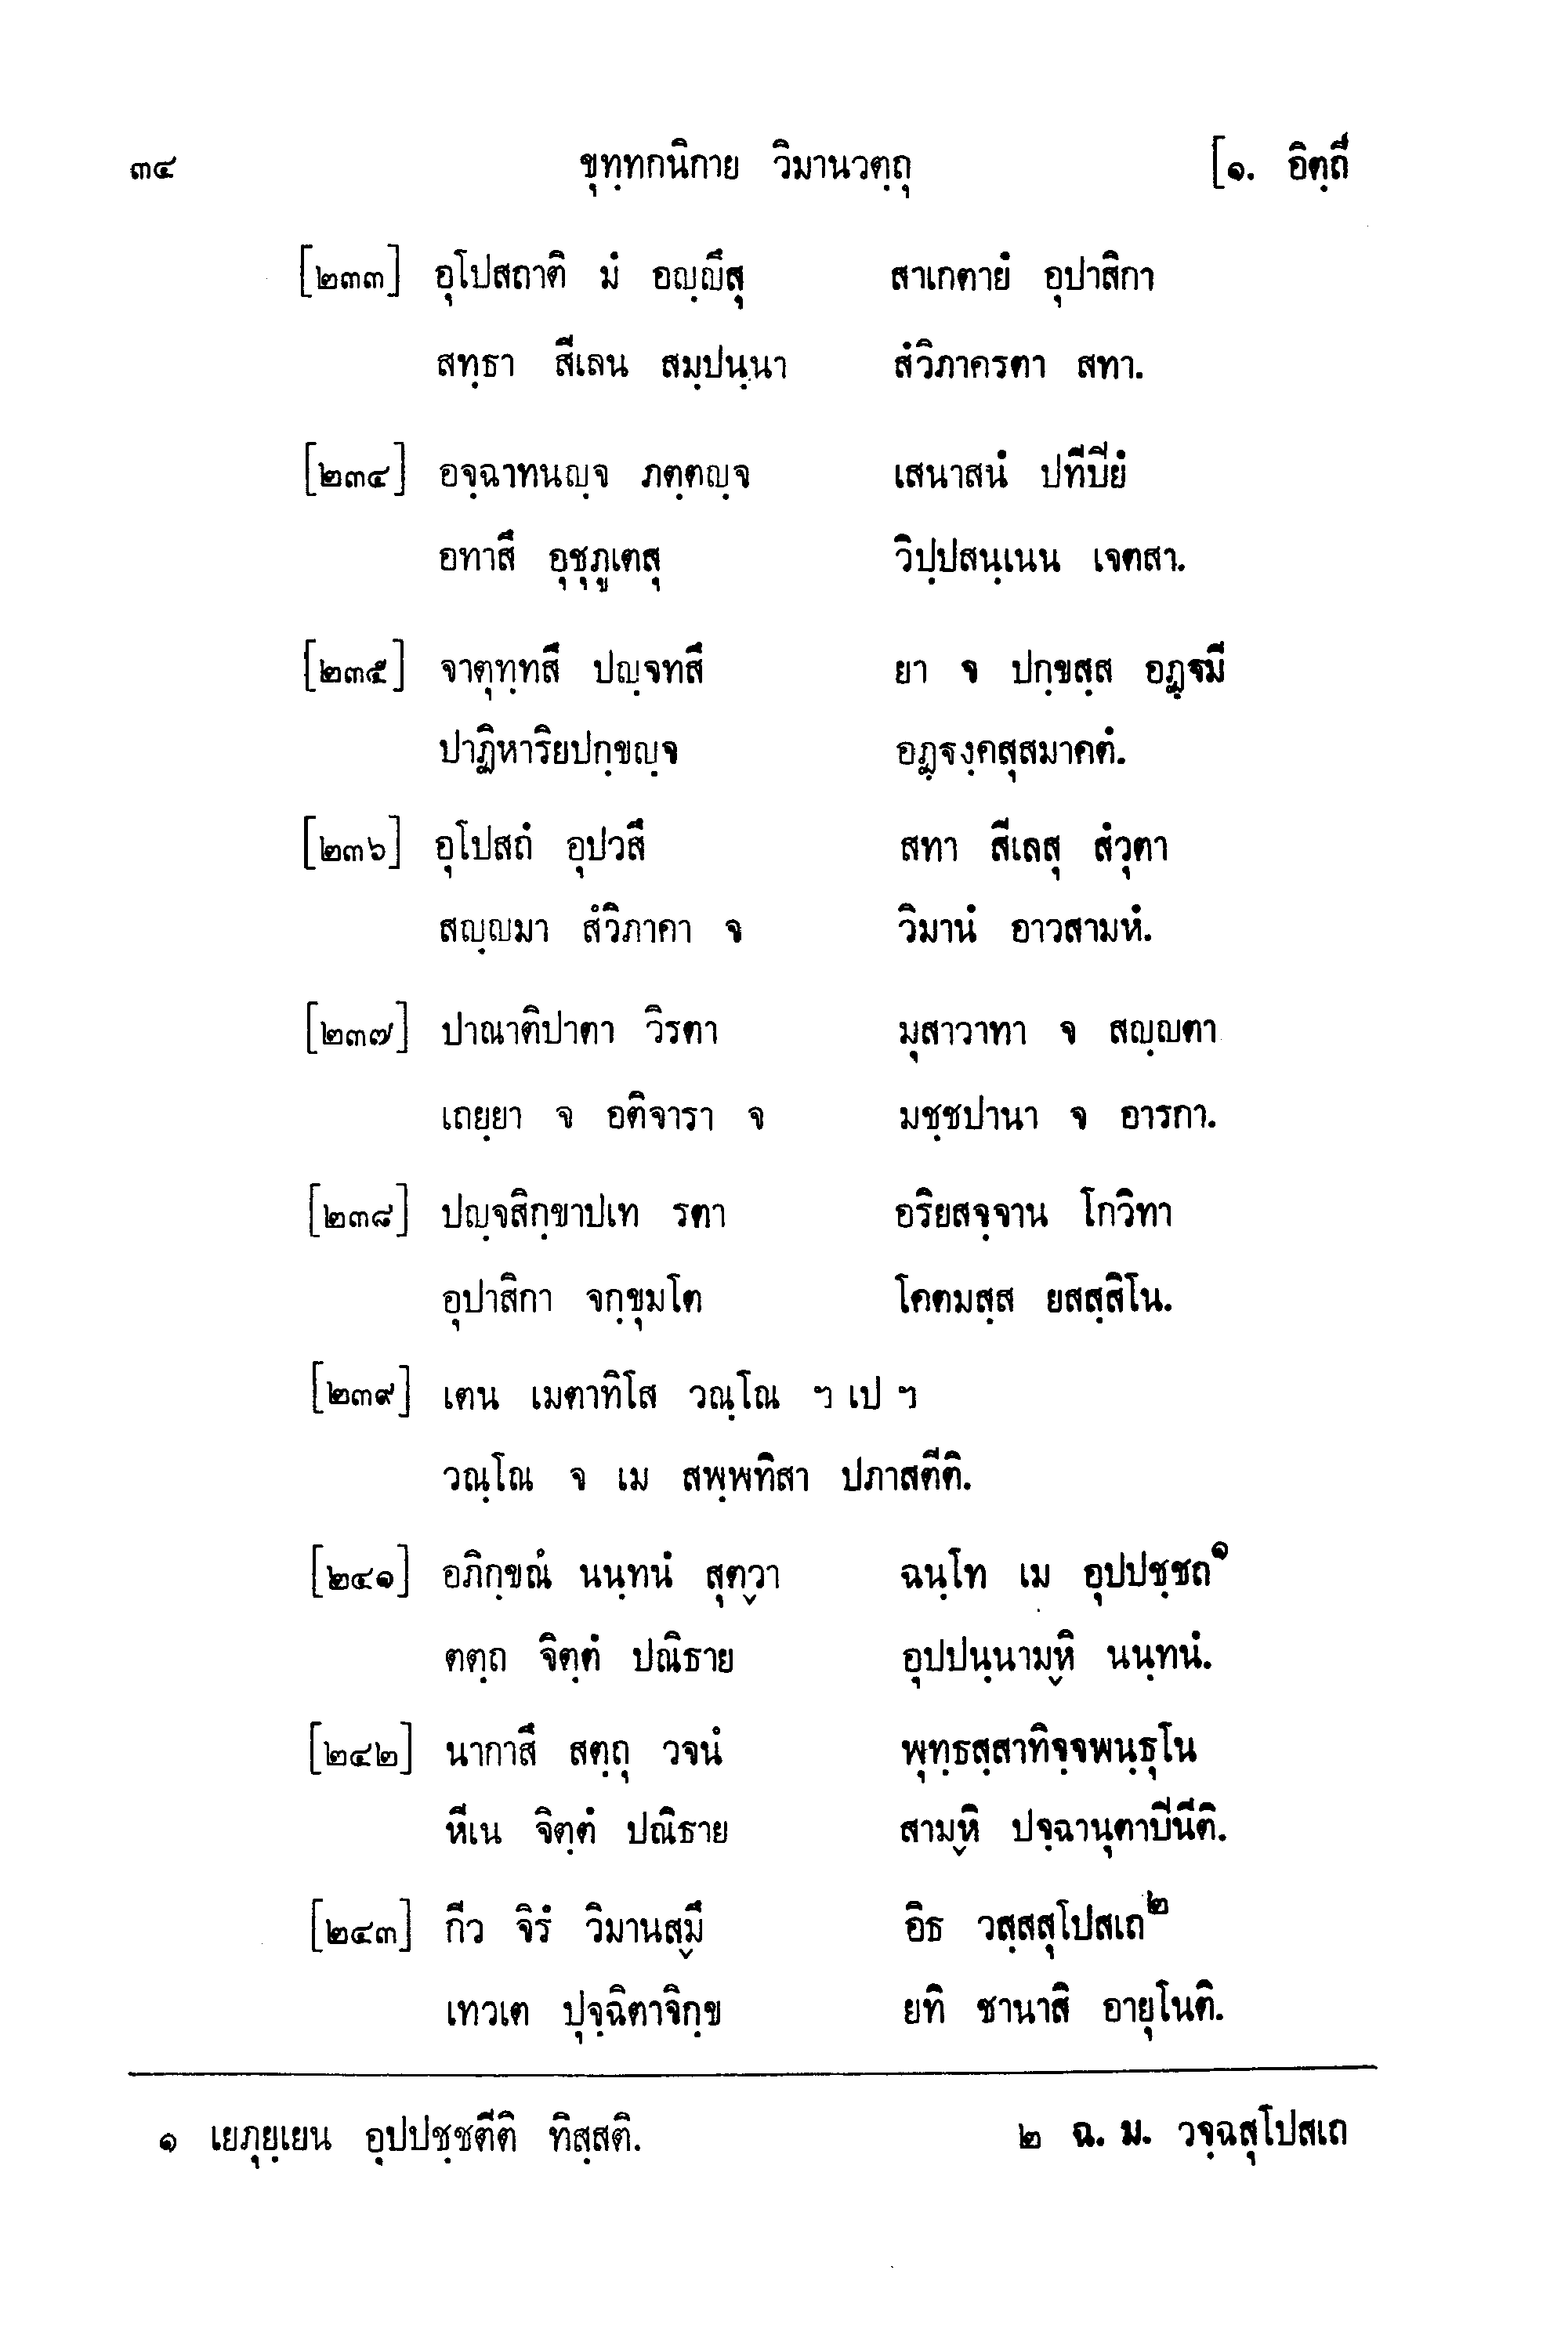 ๓๔ ขุทฺทกนิกาย วิมานวตฺถุ [๑. อิตฺถี
[๒๓๓] อุโปสถาติ มํ อญฺญึสุ สาเกตายํ อุปาสิกา
สทฺธา สีเลน สมฺปนฺนา สํวิภาครตา สทา.
[๒๓๔] อจฺฉาทนญฺจ ภตฺตญฺจ เสนาสนํ ปทีปิยํ
อทาสึ อุชุภูเตสุ วิปฺปสนฺเนน เจตสา.
[๒๓๕] จาตุทฺทสึ ปญฺจทสึ ยา จ ปกฺขสฺส อฏฺฐมี
ปาฏิหาริยปกฺขญฺจ อฏฺฐงฺคสุสมาคตํ.
[๒๓๖] อุโปสถํ อุปวสึ สทา สีเลสุ สํวุตา
สญฺญมา สํวิภาคา จ วิมานํ อาวสามหํ.
[๒๓๗] ปาณาติปาตา วิรตา มุสาวาทา จ สญฺญตา
เถยฺยา จ อติจารา จ มชฺชปานา จ อารกา.
[๒๓๘] ปญฺจสิกฺขาปเท รตา อริยสจฺจาน โกวิทา
อุปาสิกา จกฺขุมโต โคตมสฺส ยสสฺสิโน.
[๒๓๙] เตน เมตาทิโส วณฺโณ ฯ เป ฯ
วณฺโณ จ เม สพฺพทิสา ปภาสตีติ.
[๒๔๑] อภิกฺขณํ นนฺทนํ สุตฺวา ฉนฺโท เม อุปปชฺชถ๑
ตตฺถ จิตฺตํ ปณิธาย อุปปนฺนามฺหิ นนฺทนํ.
[๒๔๒] นากาสึ สตฺถุ วจนํ พุทฺธสฺสาทิจฺจพนฺธุโน
หีเน จิตฺตํ ปณิธาย สามฺหิ ปจฺฉานุตาปินีติ.
[๒๔๓] กีว จิรํ วิมานสฺมึ อิธ วสฺสสุโปสเถ๒
เทวเต ปุจฺฉิตาจิกฺข ยทิ ชานาสิ อายุโนติ.
๑ เยภุยฺเยน อุปปชฺชตีติ ทิสฺสติ. ๒ ฉ. ม. วจฺฉสุโปสเถ